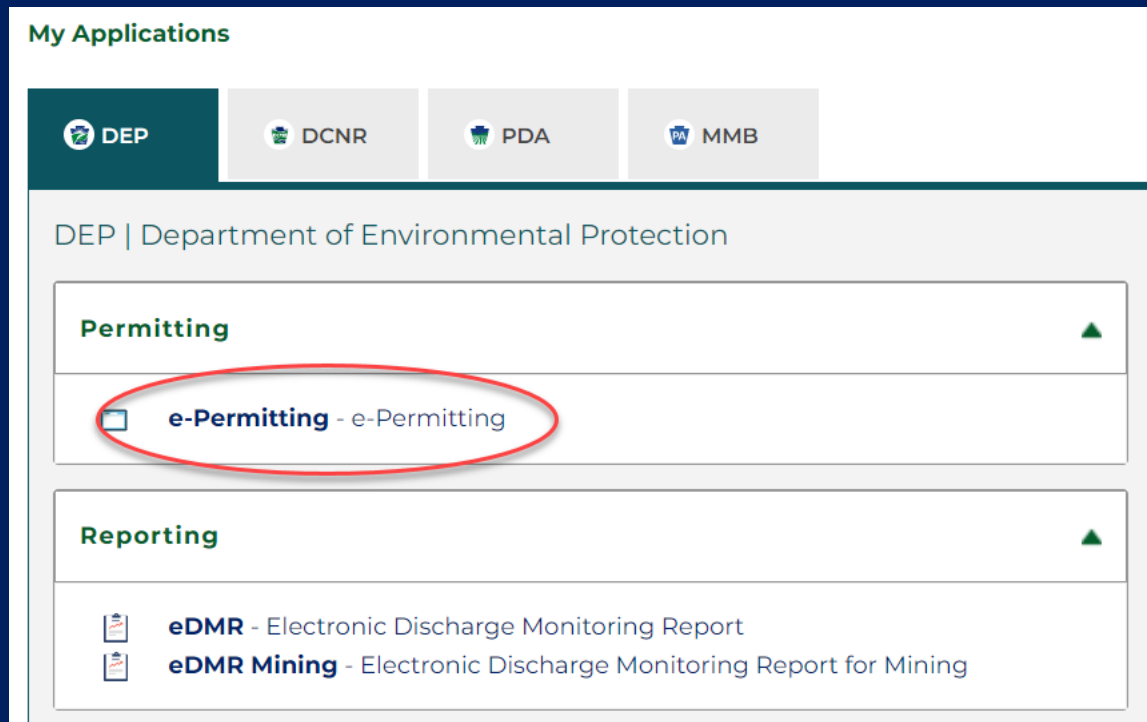 My Applications
DEP
DCNR
PDA
PA MMB
DEP | Department of Environmental Protection
Permitting
e-Permitting - e-Permitting
Reporting
eDMR - Electronic Discharge Monitoring Report
eDMR Mining - Electronic Discharge Monitoring Report for Mining